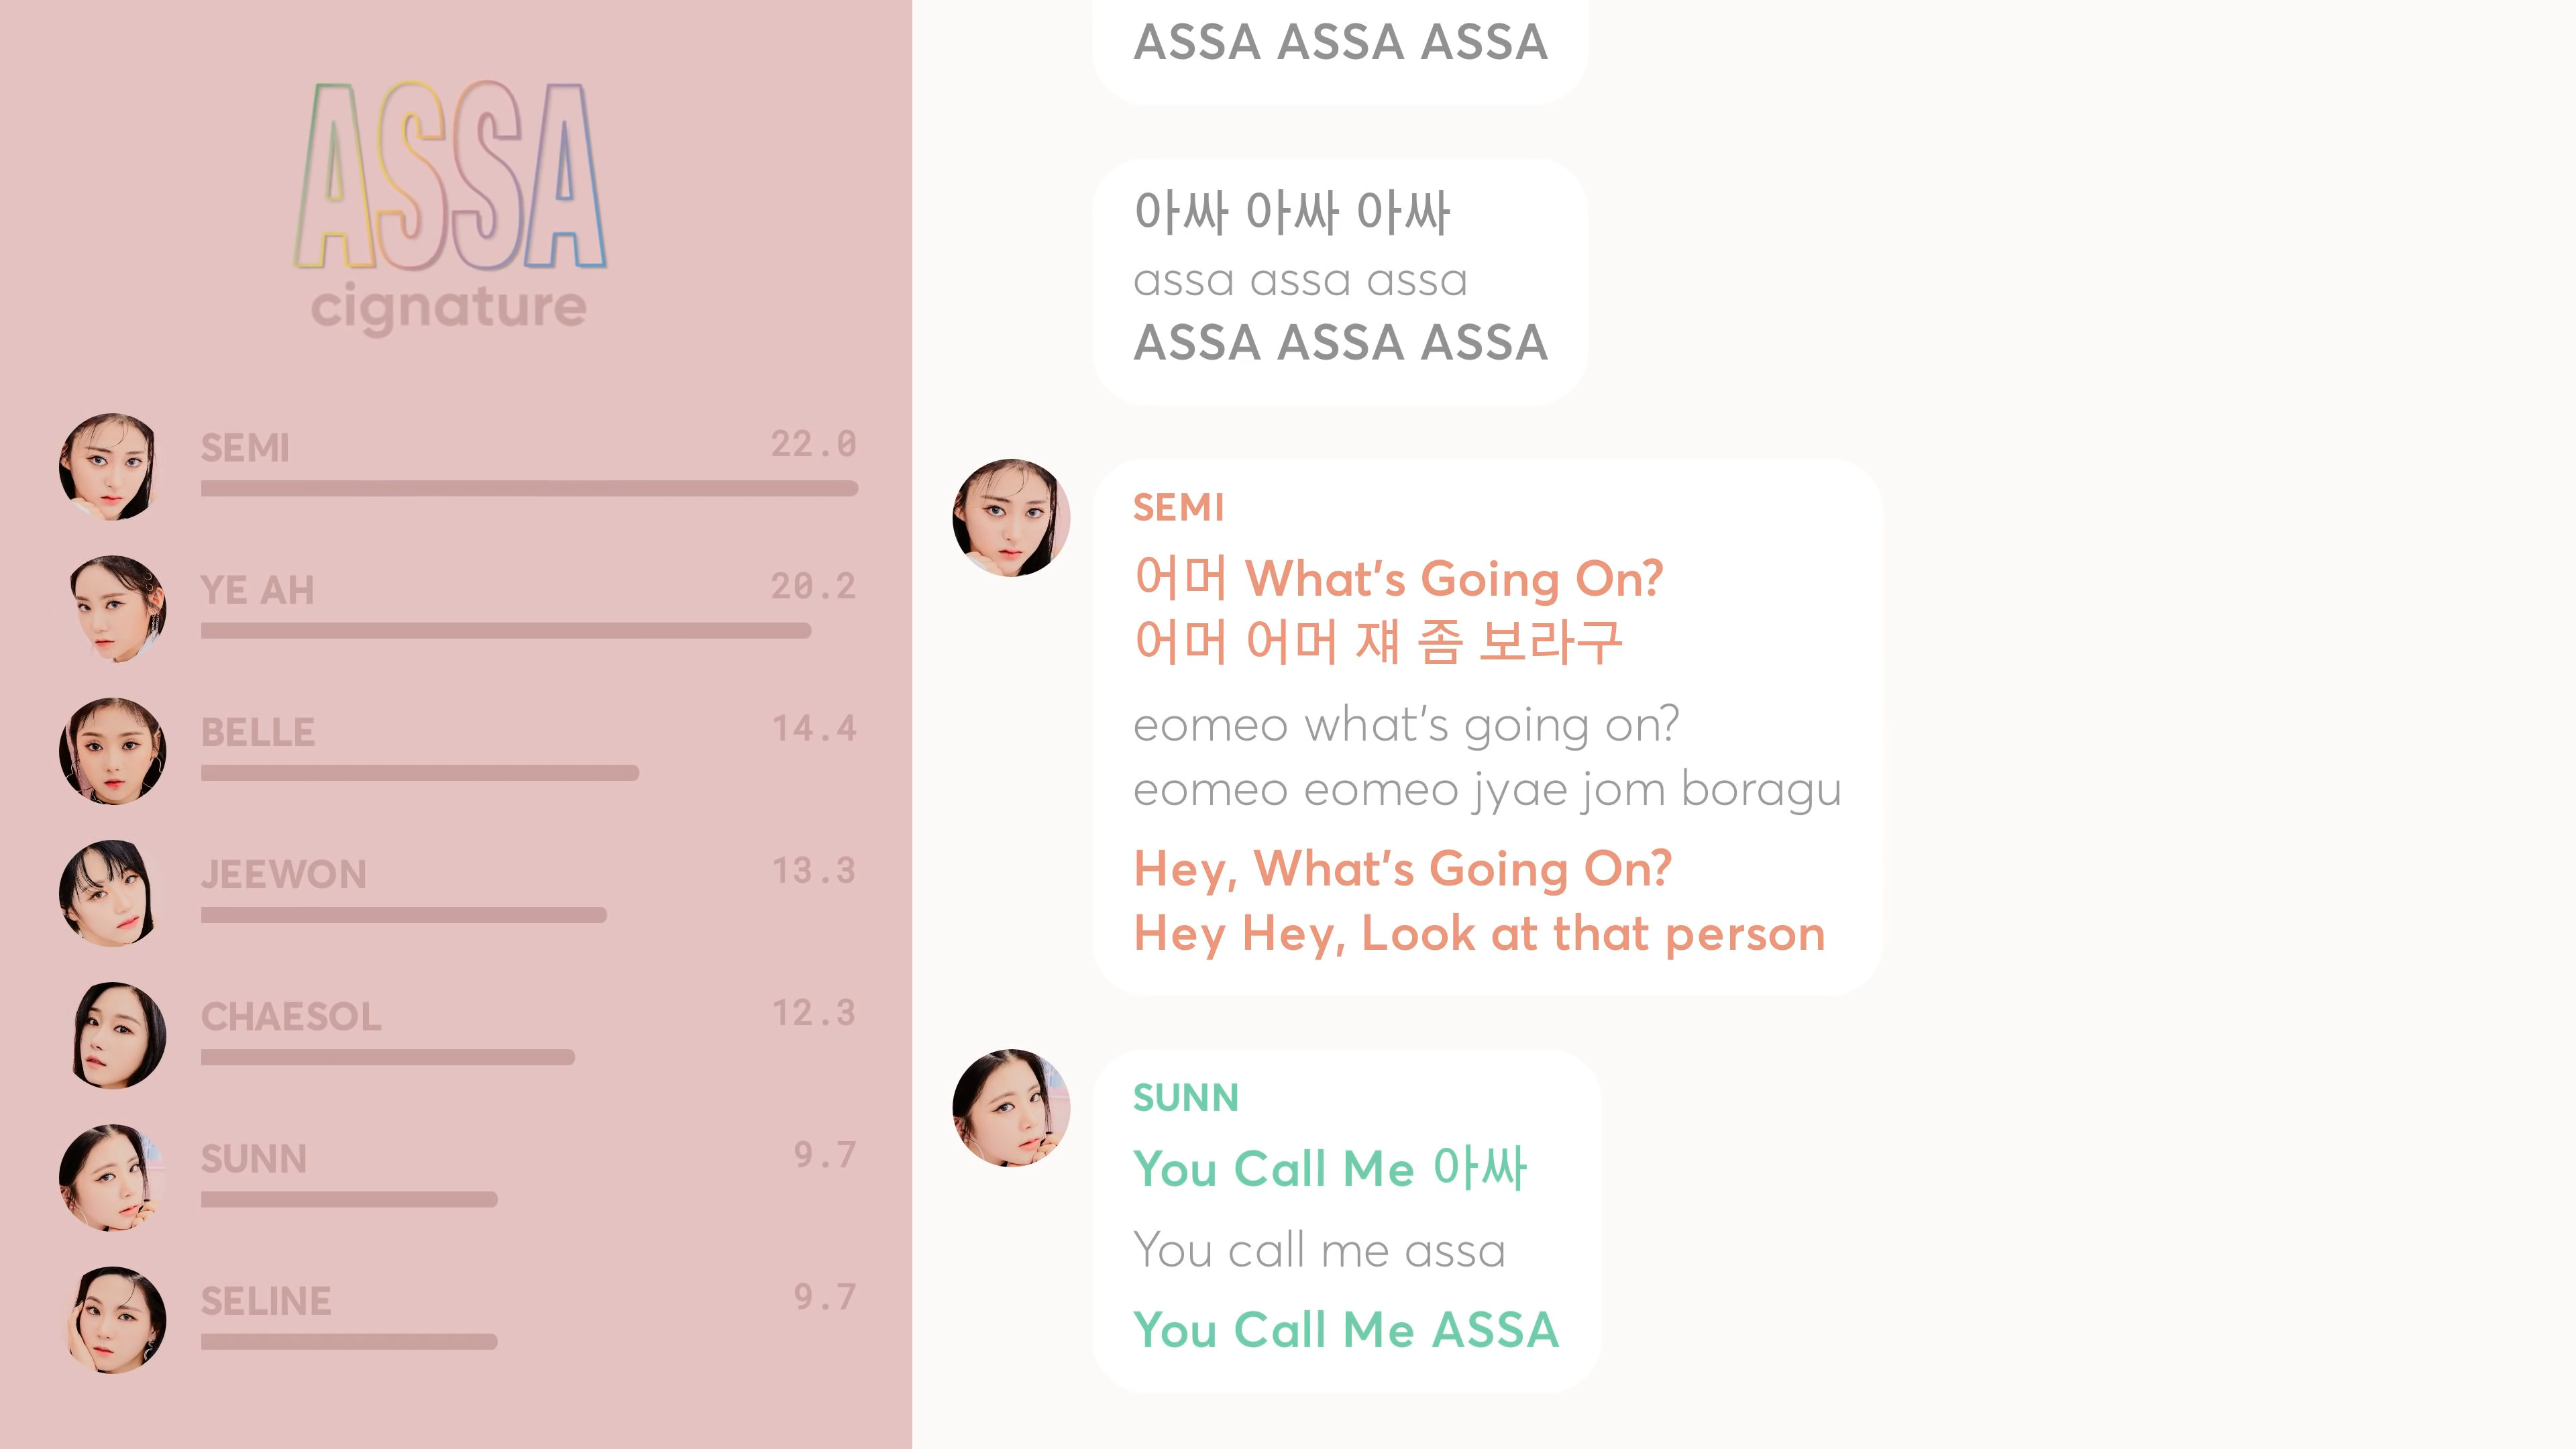 ASSA
cignature
SEMI 22.0
YE AH 20.2
BELLE 14.4
JEEWON 13.3
CHAESOL 12.3
SUNN 9.7
SELINE 9.7
ASSA ASSA ASSA
아싸 아싸 아싸
assa assa assa
ASSA ASSA ASSA
SEMI
어머 What's Going On?
어머 어머 쟤 좀 보라구
eomeo what's going on?
eomeo eomeo jyae jom boragu
Hey, What's Going On?
Hey Hey, Look at that person
SUNN
You Call Me 아싸
You call me assa
You Call Me ASSA